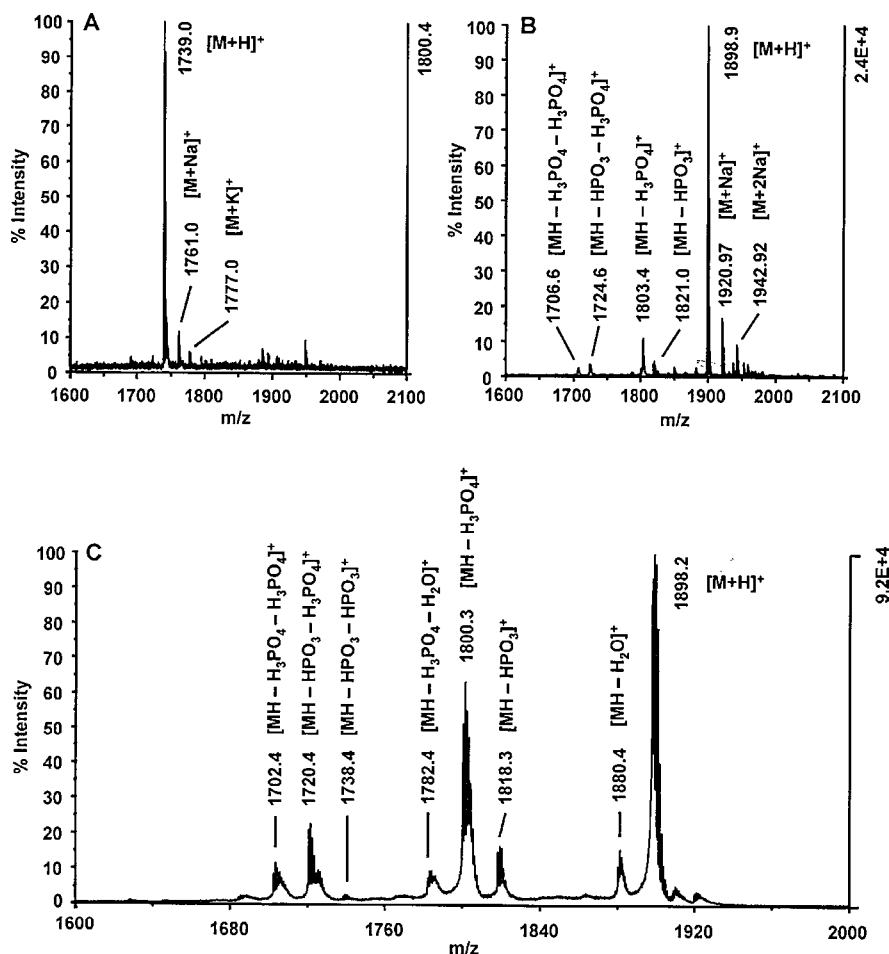 A
1739.0 [M+H]⁺
1761.0 [M+Na]⁺
1777.0 [M+K]⁺
1800.4
% Intensity
100
90
80
70
60
50
40
30
20
10
0
1600 1700 1800 1900 2000 2100
m/z
B
1706.6 [MH – H₃PO₄ – H₃PO₄]⁺
1724.6 [MH – HPO₃ – H₃PO₄]⁺
1803.4 [MH – H₃PO₄]⁺
1821.0 [MH – HPO₃]⁺
1898.9 [M+H]⁺
1920.97 [M+Na]⁺
1942.92 [M+2Na]⁺
2.4E+4
% Intensity
100
90
80
70
60
50
40
30
20
10
0
1600 1700 1800 1900 2000 2100
m/z
C
1702.4 [MH – H₃PO₄ – H₃PO₄]⁺
1720.4 [MH – HPO₃ – H₃PO₄]⁺
1738.4 [MH – HPO₃ – HPO₃]⁺
1782.4 [MH – H₃PO₄ – H₂O]⁺
1800.3 [MH – H₃PO₄]⁺
1818.3 [MH – HPO₃]⁺
1880.4 [MH – H₂O]⁺
1898.2 [M+H]⁺
9.2E+4
% Intensity
100
90
80
70
60
50
40
30
20
10
0
1600 1680 1760 1840 1920 2000
m/z